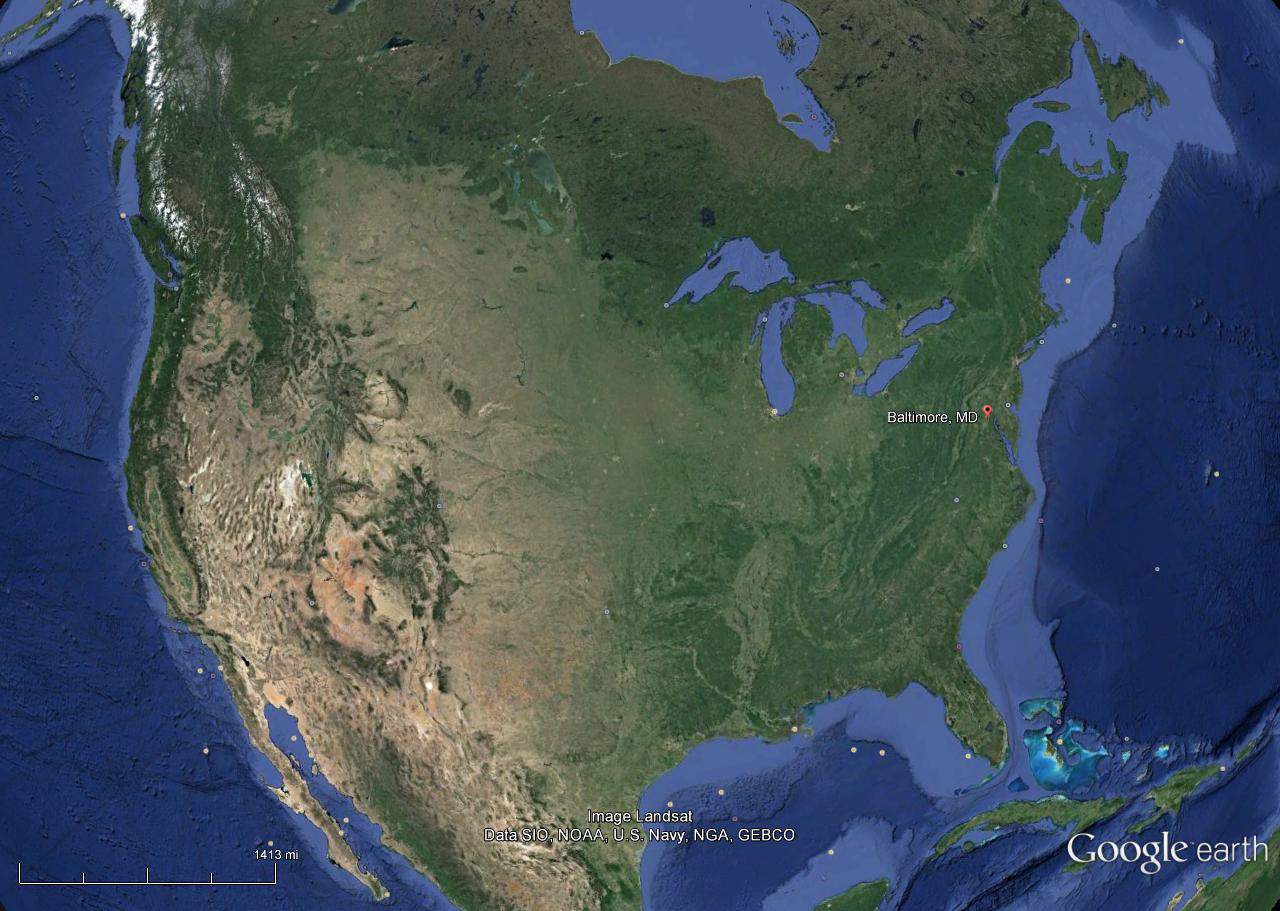 Baltimore, MD
Image Landsat
Data SIO, NOAA, U.S. Navy, NGA, GEBCO
1413 mi
Google earth